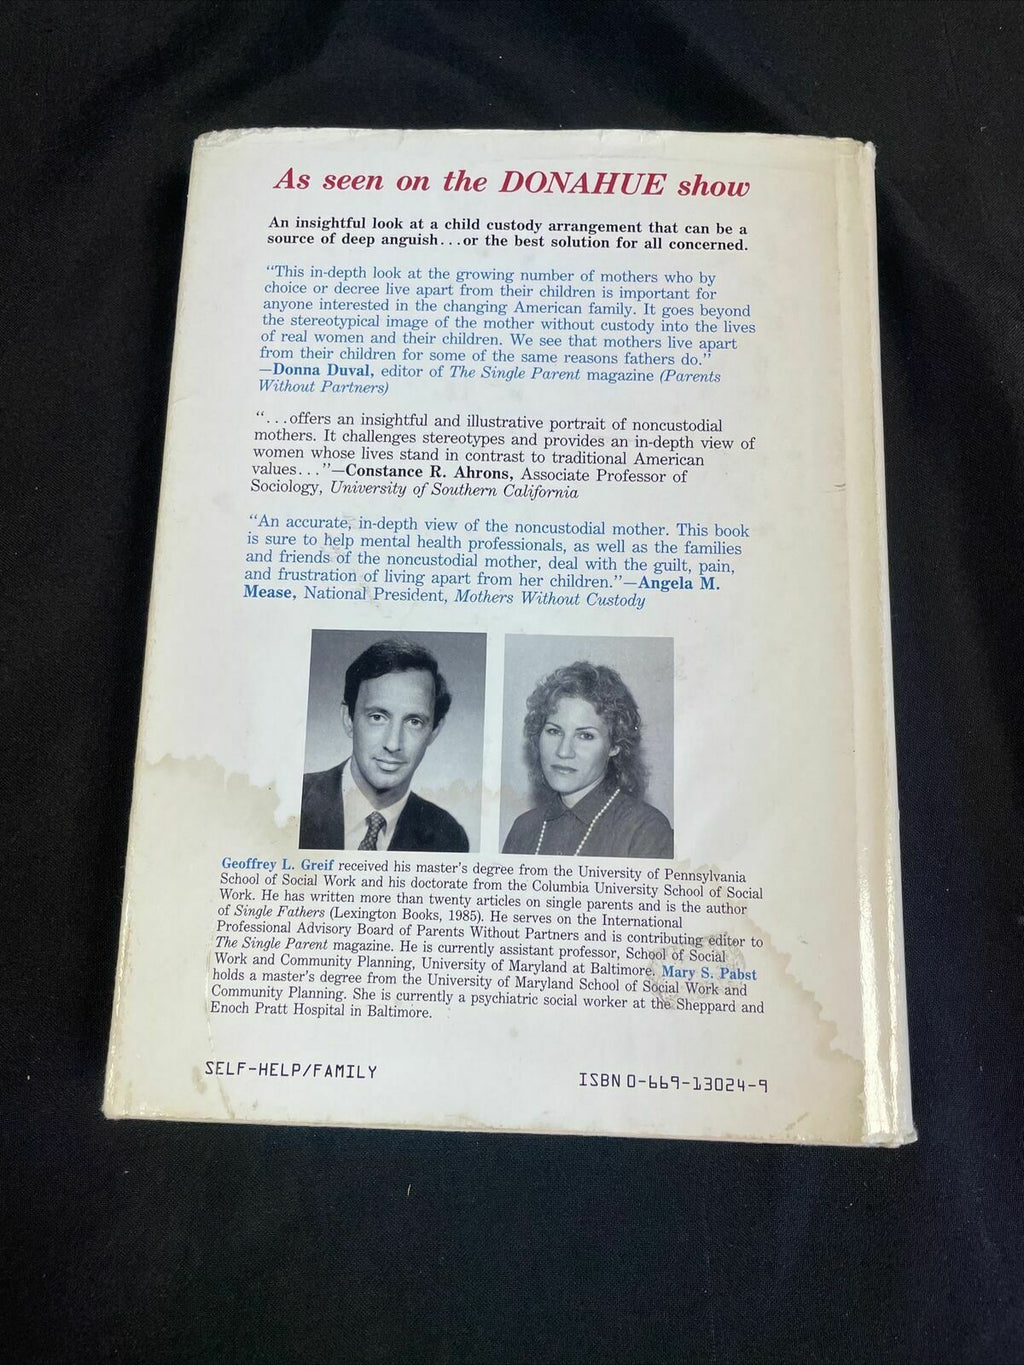 As seen on the DONAHUE show
An insightful look at a child custody arrangement that can be a
source of deep anguish...or the best solution for all concerned.
“This in-depth look at the growing number of mothers who by
choice or decree live apart from their children is important for
anyone interested in the changing American family. It goes beyond
the stereotypical image of the mother without custody into the lives
of real women and their children. We see that mothers live apart
from their children for some of the same reasons fathers do.”
—Donna Duval, editor of The Single Parent magazine (Parents
Without Partners)
“...offers an insightful and illustrative portrait of noncustodial
mothers. It challenges stereotypes and provides an in-depth view of
women whose lives stand in contrast to traditional American
values...”—Constance R. Ahrons, Associate Professor of
Sociology, University of Southern California
“An accurate, in-depth view of the noncustodial mother. This book
is sure to help mental health professionals, as well as the families
and friends of the noncustodial mother, deal with the guilt, pain,
and frustration of living apart from her children.”—Angela M.
Mease, National President, Mothers Without Custody
Geoffrey L. Greif received his master's degree from the University of Pennsylvania
School of Social Work and his doctorate from the Columbia University School of Social
Work. He has written more than twenty articles on single parents and is the author
of Single Fathers (Lexington Books, 1985). He serves on the International
Professional Advisory Board of Parents Without Partners and is contributing editor to
The Single Parent magazine. He is currently assistant professor, School of Social
Work and Community Planning, University of Maryland at Baltimore. Mary S. Pabst
holds a master's degree from the University of Maryland School of Social Work and
Community Planning. She is currently a psychiatric social worker at the Sheppard and
Enoch Pratt Hospital in Baltimore.
SELF-HELP/FAMILY
ISBN 0-669-13024-9